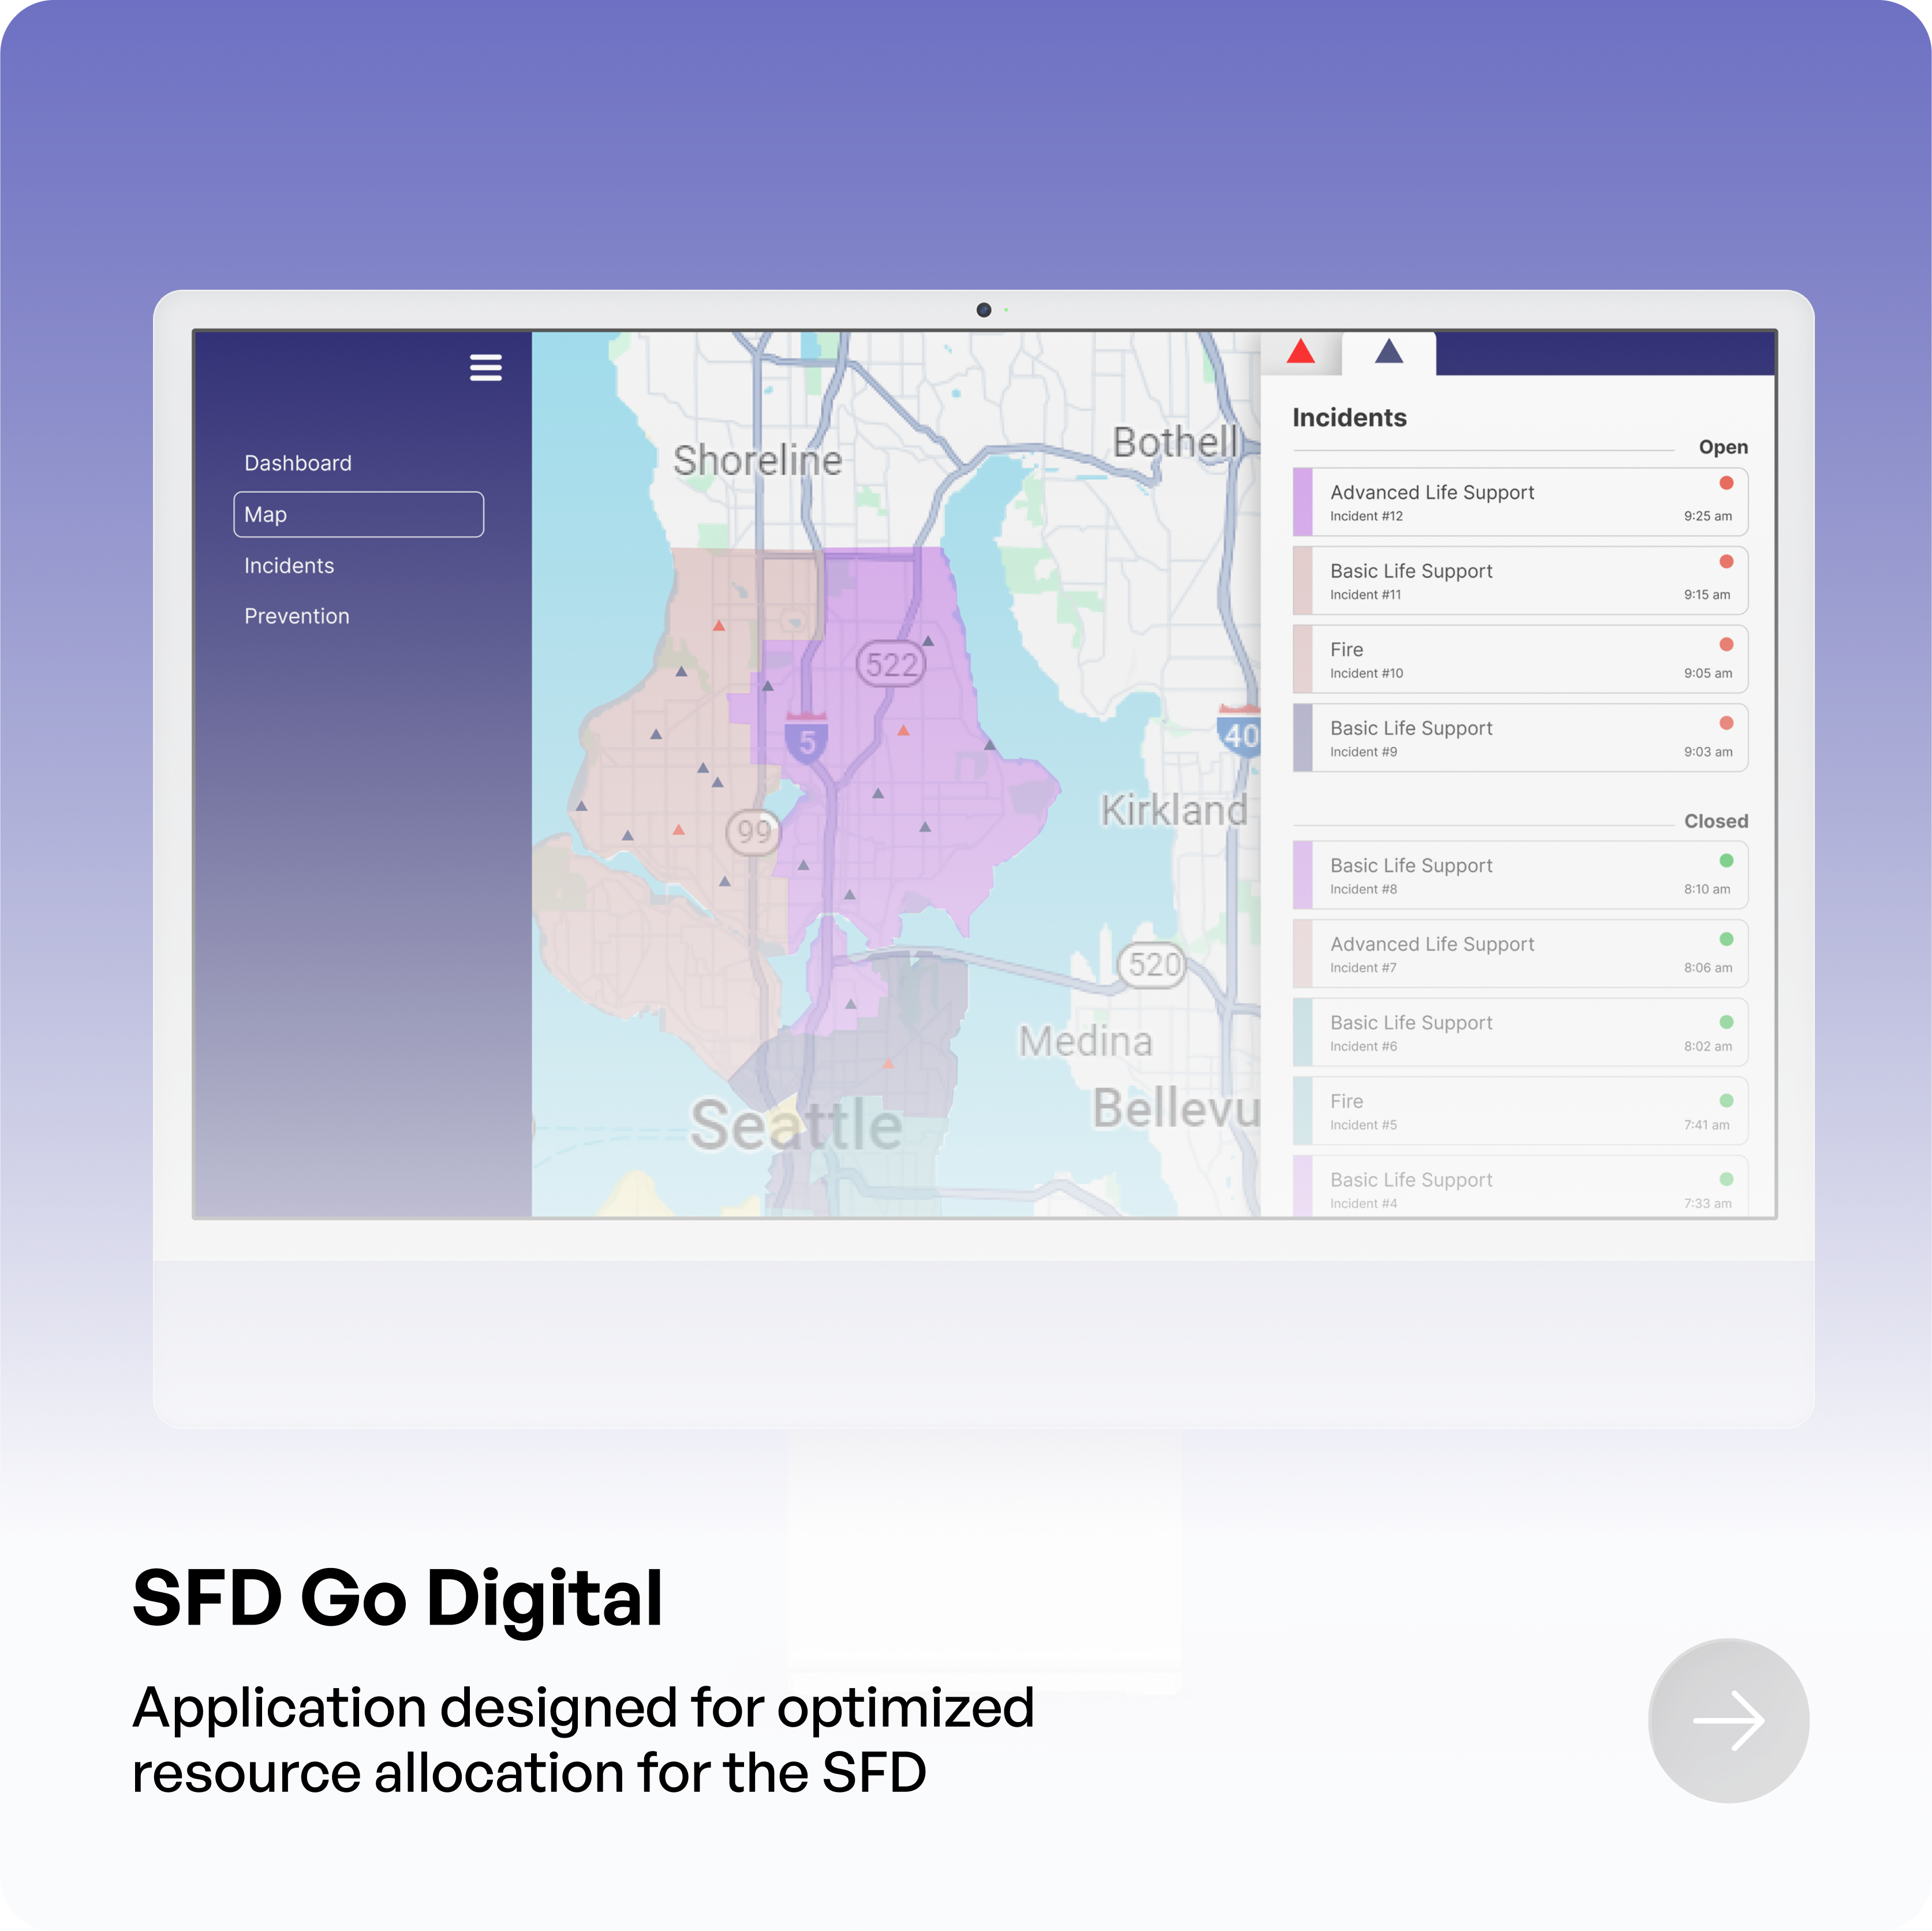 Dashboard
Map
Incidents
Prevention
Shoreline
Bothell
522
5
40
99
Kirkland
520
Medina
Bellevu
Seattle
Incidents
Open
Advanced Life Support
Incident #12 9:25 am
Basic Life Support
Incident #11 9:15 am
Fire
Incident #10 9:05 am
Basic Life Support
Incident #9 9:03 am
Closed
Basic Life Support
Incident #8 8:10 am
Advanced Life Support
Incident #7 8:06 am
Basic Life Support
Incident #6 8:02 am
Fire
Incident #5 7:41 am
Basic Life Support
Incident #4 7:33 am
SFD Go Digital
Application designed for optimized
resource allocation for the SFD